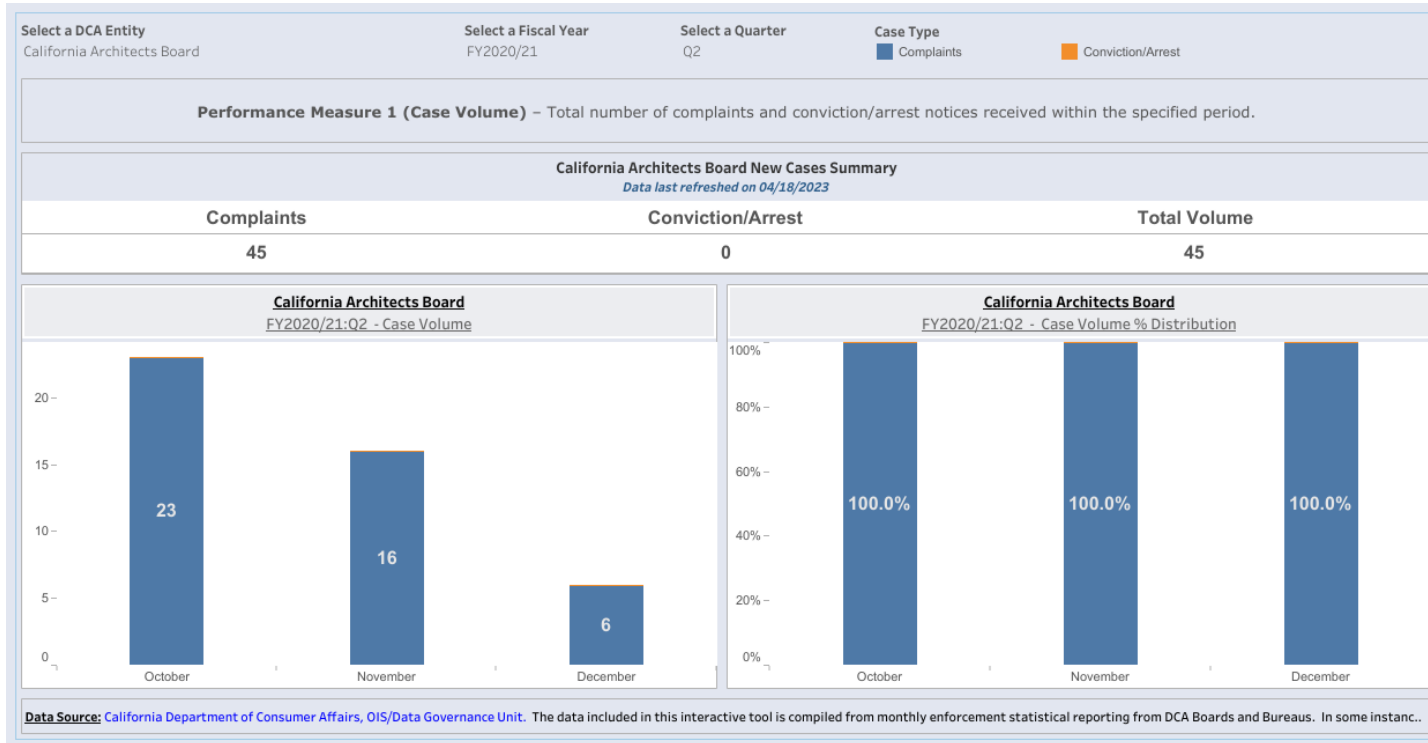 Select a DCA Entity
California Architects Board
Select a Fiscal Year
FY2020/21
Select a Quarter
Q2
Case Type
Complaints
Conviction/Arrest
Performance Measure 1 (Case Volume) – Total number of complaints and conviction/arrest notices received within the specified period.
California Architects Board New Cases Summary
Data last refreshed on 04/18/2023
Complaints Conviction/Arrest Total Volume
45 0 45
California Architects Board
FY2020/21:Q2 - Case Volume
20
15
10
5
0
23
16
6
October November December
California Architects Board
FY2020/21:Q2 - Case Volume % Distribution
100%
80%
60%
40%
20%
0%
100.0% 100.0% 100.0%
October November December
Data Source: California Department of Consumer Affairs, OIS/Data Governance Unit. The data included in this interactive tool is compiled from monthly enforcement statistical reporting from DCA Boards and Bureaus. In some instanc..